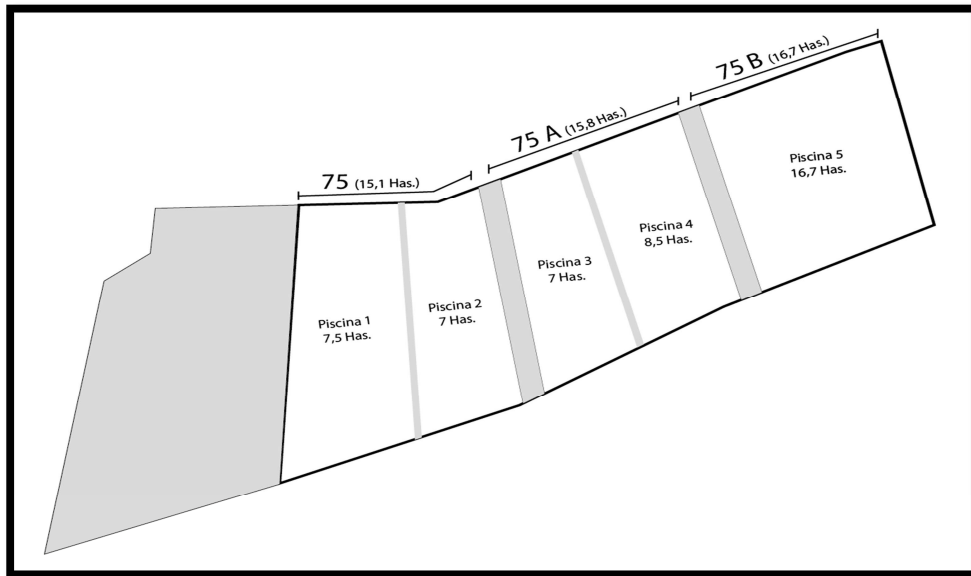 75 (15,1 Has.)
75 A (15,8 Has.)
75 B (16,7 Has.)
Piscina 1
7,5 Has.
Piscina 2
7 Has.
Piscina 3
7 Has.
Piscina 4
8,5 Has.
Piscina 5
16,7 Has.